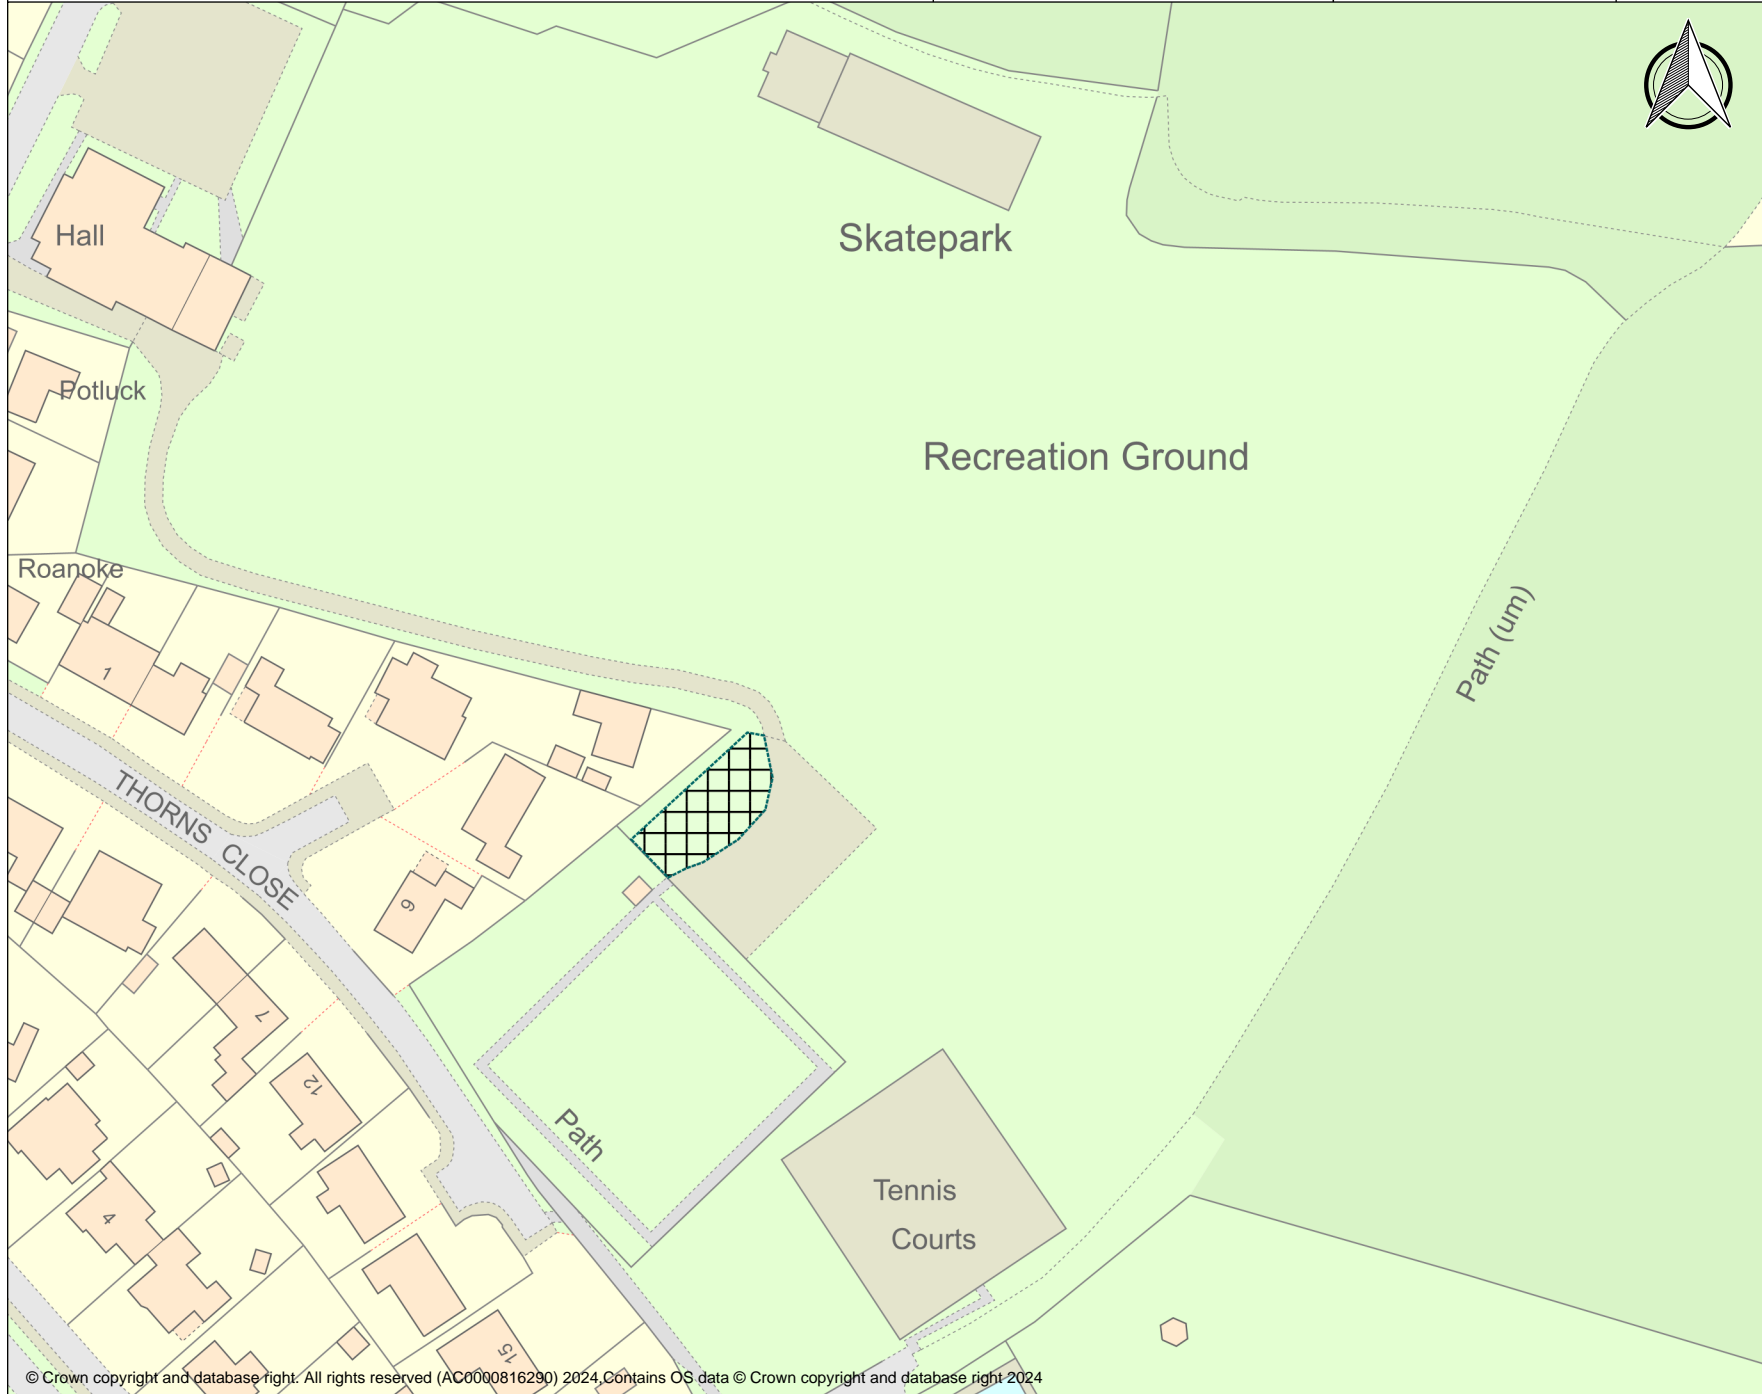 Hall
Skatepark
Potluck
Recreation Ground
Roanoke
Path (um)
1
THORNS CLOSE
9
7
12
Path
4
Tennis
Courts
15
© Crown copyright and database right. All rights reserved (AC0000816290) 2024,Contains OS data © Crown copyright and database right 2024